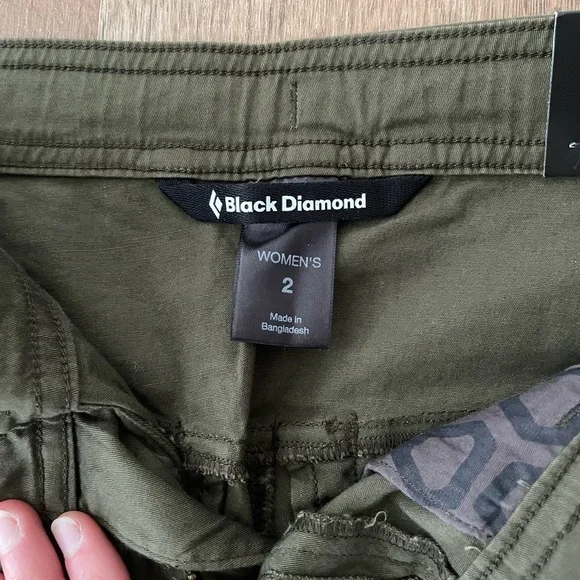 Black Diamond
WOMEN'S
2
Made in
Bangladesh